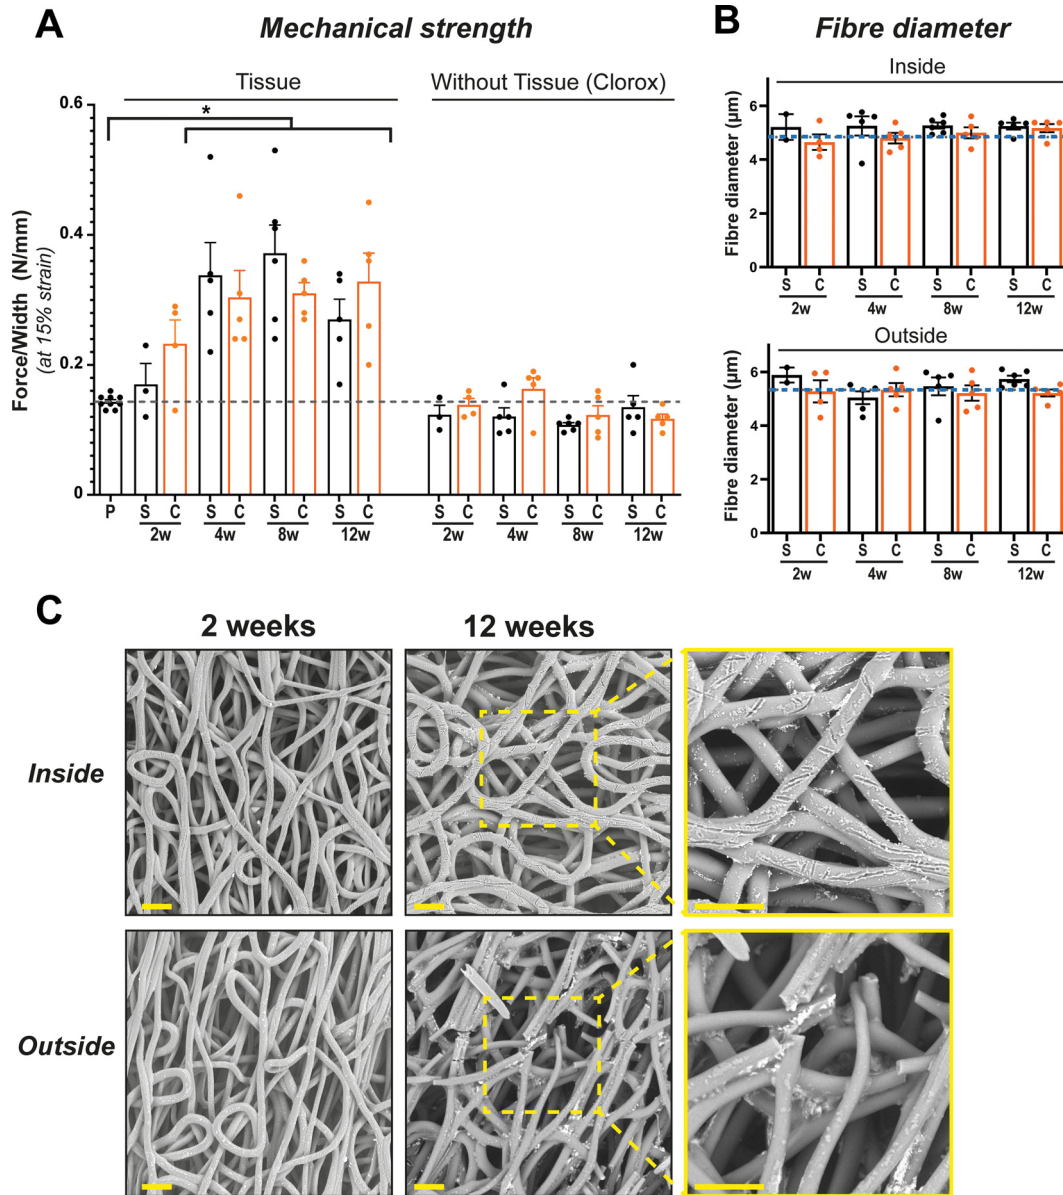 A
Mechanical strength
Tissue
Without Tissue (Clorox)
*
Force/Width (N/mm)
(at 15% strain)
0.6
0.4
0.2
0
P
S C S C S C S C
2w 4w 8w 12w
S C S C S C S C
2w 4w 8w 12w
B
Fibre diameter
Inside
Fibre diameter (µm)
6
4
2
0
S C S C S C S C
2w 4w 8w 12w
Outside
Fibre diameter (µm)
6
4
2
0
S C S C S C S C
2w 4w 8w 12w
C
2 weeks
12 weeks
Inside
Outside